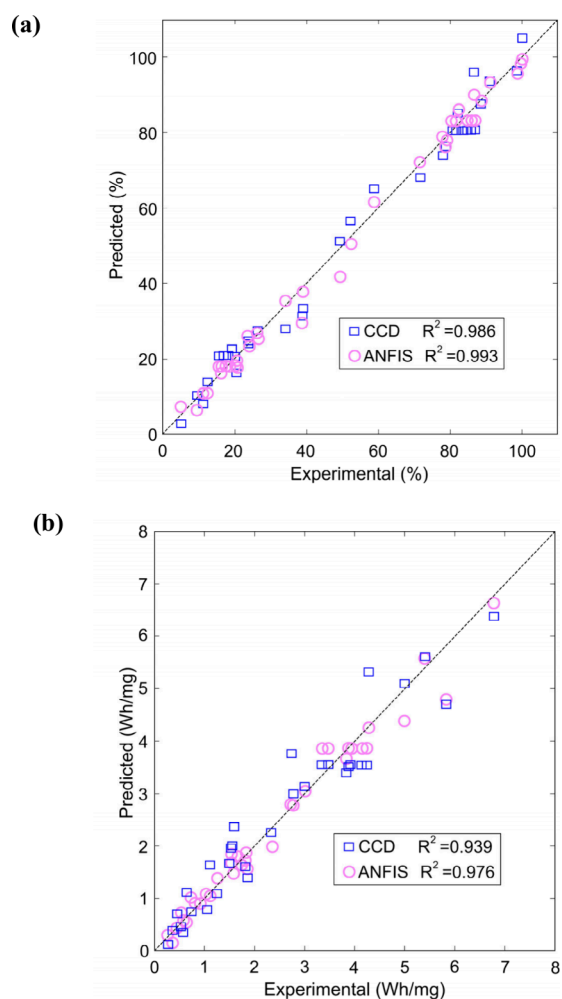 (a)
100
80
60
40
20
0
Predicted (%)
CCD R²=0.986
ANFIS R²=0.993
0 20 40 60 80 100
Experimental (%)
(b)
8
7
6
5
4
3
2
1
0
Predicted (Wh/mg)
CCD R²=0.939
ANFIS R²=0.976
0 1 2 3 4 5 6 7 8
Experimental (Wh/mg)